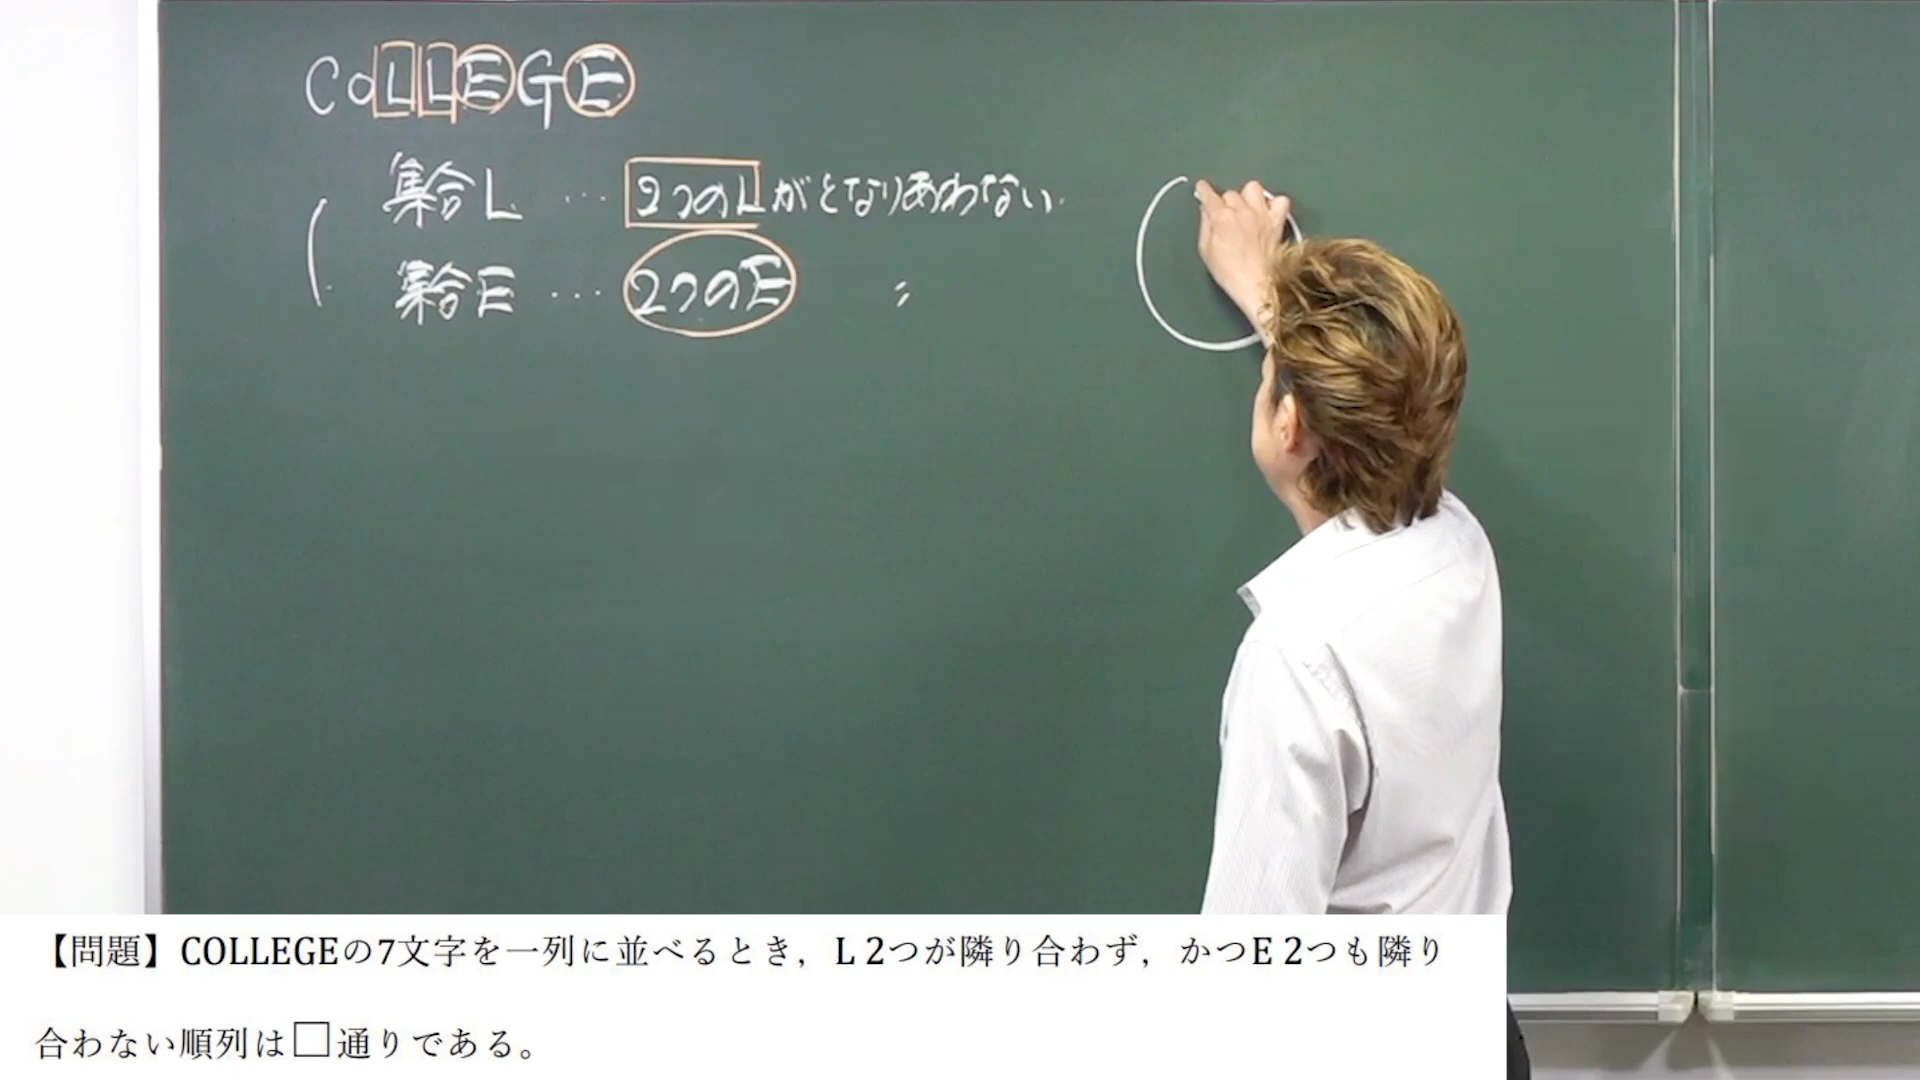 COLLEGE
集合L … 2つのLがとなりあわない.
集合E … 2つのE 〃
【問題】COLLEGEの7文字を一列に並べるとき，L 2つが隣り合わず，かつE 2つも隣り
合わない順列は□通りである。